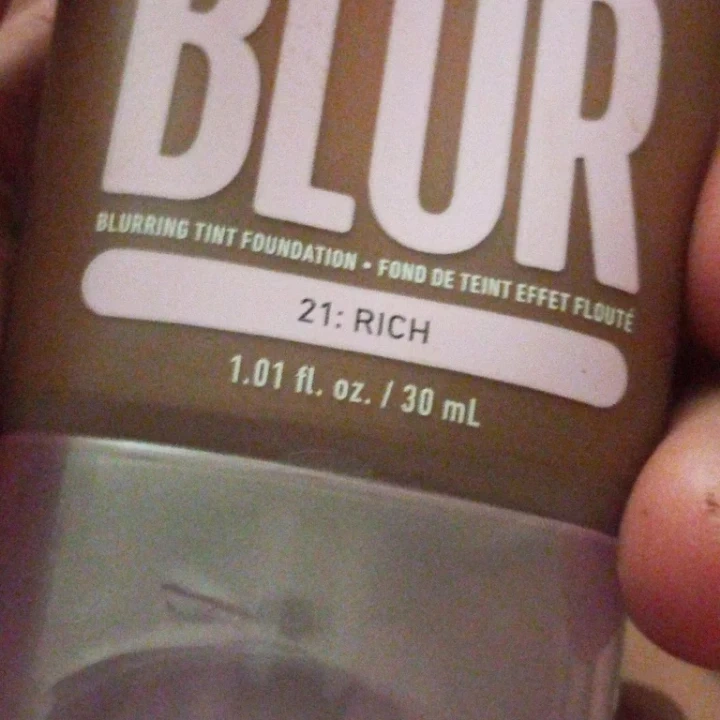 BLUR
BLURRING TINT FOUNDATION • FOND DE TEINT EFFET FLOUTÉ
21: RICH
1.01 fl. oz. / 30 mL